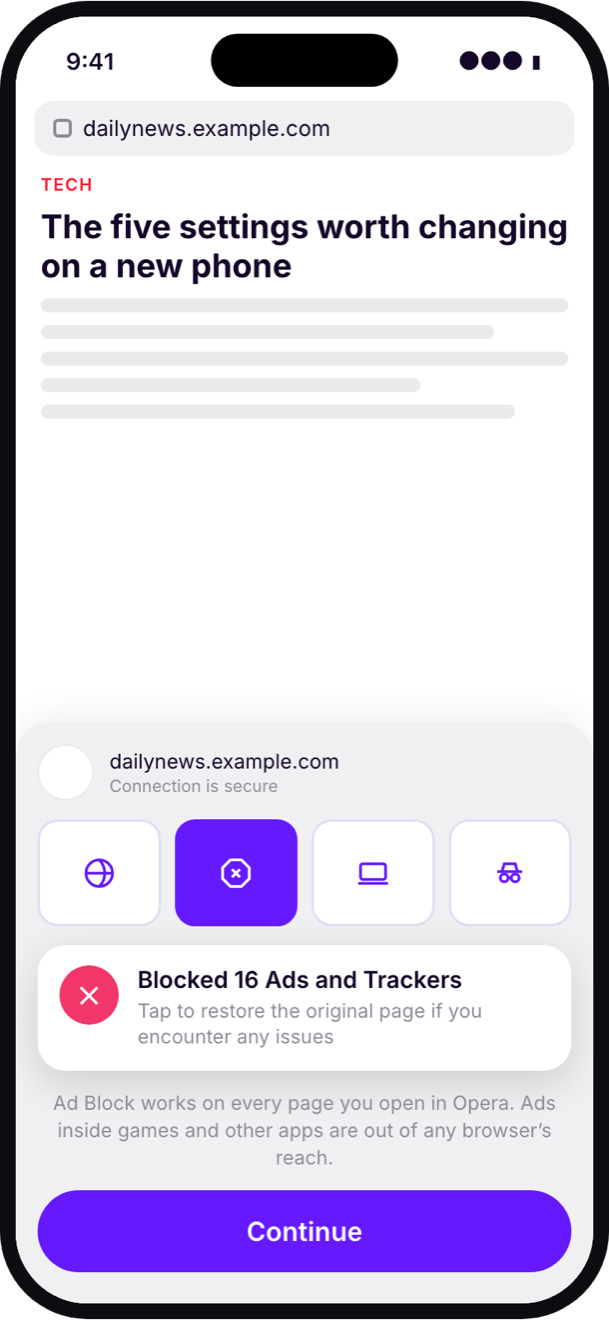 9:41
dailynews.example.com
TECH
The five settings worth changing
on a new phone
dailynews.example.com
Connection is secure
Blocked 16 Ads and Trackers
Tap to restore the original page if you
encounter any issues
Ad Block works on every page you open in Opera. Ads
inside games and other apps are out of any browser’s
reach.
Continue